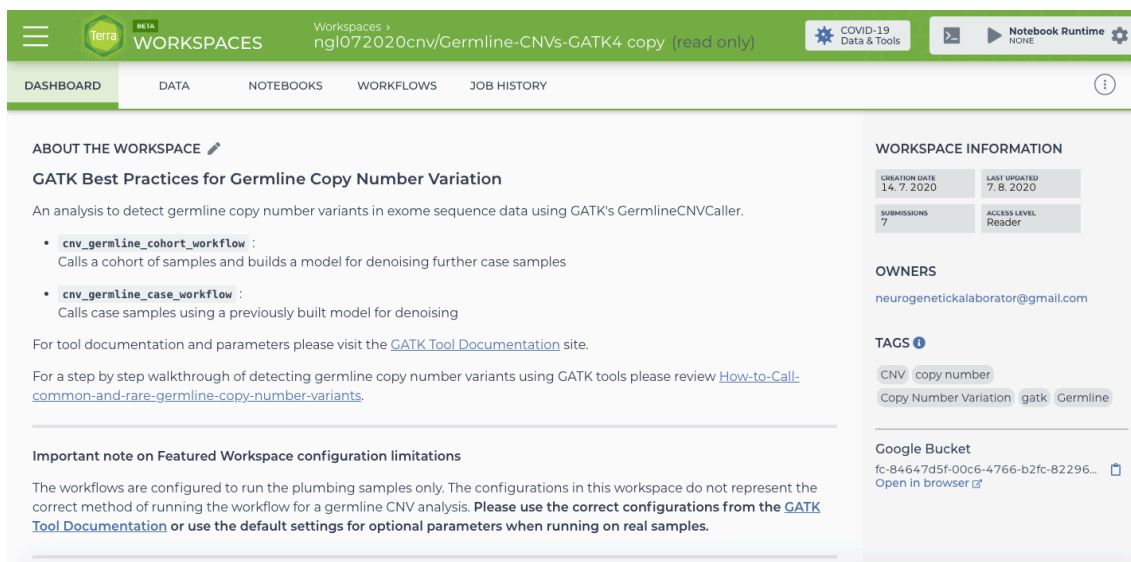 Terra
BETA
WORKSPACES
Workspaces ›
ngl072020cnv/Germline-CNVs-GATK4 copy (read only)
COVID-19
Data & Tools
Notebook Runtime
NONE
DASHBOARD DATA NOTEBOOKS WORKFLOWS JOB HISTORY
ABOUT THE WORKSPACE
GATK Best Practices for Germline Copy Number Variation
An analysis to detect germline copy number variants in exome sequence data using GATK's GermlineCNVCaller.
• cnv_germline_cohort_workflow :
Calls a cohort of samples and builds a model for denoising further case samples
• cnv_germline_case_workflow :
Calls case samples using a previously built model for denoising
For tool documentation and parameters please visit the GATK Tool Documentation site.
For a step by step walkthrough of detecting germline copy number variants using GATK tools please review How-to-Call-
common-and-rare-germline-copy-number-variants.
Important note on Featured Workspace configuration limitations
The workflows are configured to run the plumbing samples only. The configurations in this workspace do not represent the
correct method of running the workflow for a germline CNV analysis. Please use the correct configurations from the GATK
Tool Documentation or use the default settings for optional parameters when running on real samples.
WORKSPACE INFORMATION
CREATION DATE
14. 7. 2020
LAST UPDATED
7. 8. 2020
SUBMISSIONS
7
ACCESS LEVEL
Reader
OWNERS
neurogenetickalaborator@gmail.com
TAGS
CNV copy number
Copy Number Variation gatk Germline
Google Bucket
fc-84647d5f-00c6-4766-b2fc-82296...
Open in browser